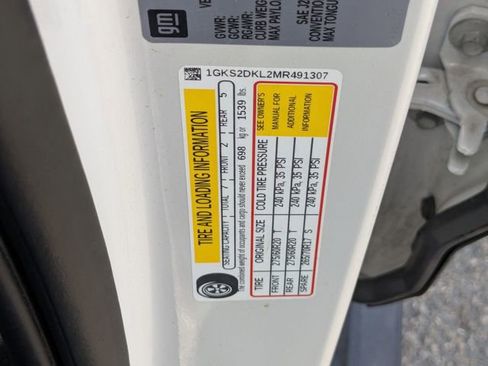 gm
VE
GVWR:
GCWR:
RGAWR:
CURB WEIG
MAX PAYLO
SAE J2
CONVENTIO
MAX TONGU
1GKS2DKL2MR491307
TIRE AND LOADING INFORMATION
SEATING CAPACITY TOTAL 7 FRONT 2 REAR 5
The combined weight of occupants and cargo should never exceed 698 kg or 1539 lbs.
TIRE ORIGINAL SIZE COLD TIRE PRESSURE
FRONT 275/60R20 T 240 kPa, 35 PSI
REAR 275/60R20 T 240 kPa, 35 PSI
SPARE 265/70R17 S 240 kPa, 35 PSI
SEE OWNER'S
MANUAL FOR
ADDITIONAL
INFORMATION